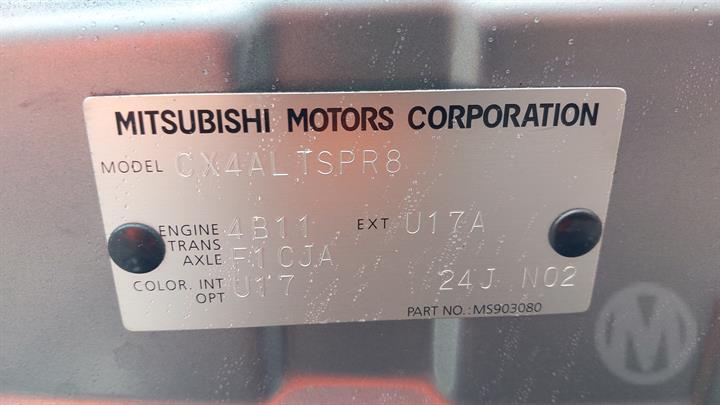 MITSUBISHI MOTORS CORPORATION
MODEL CX4ALTSPR8
ENGINE 4B11 EXT U17A
TRANS
AXLE F1CJA
COLOR. INT U17 24J N02
OPT
PART NO.: MS903080
M